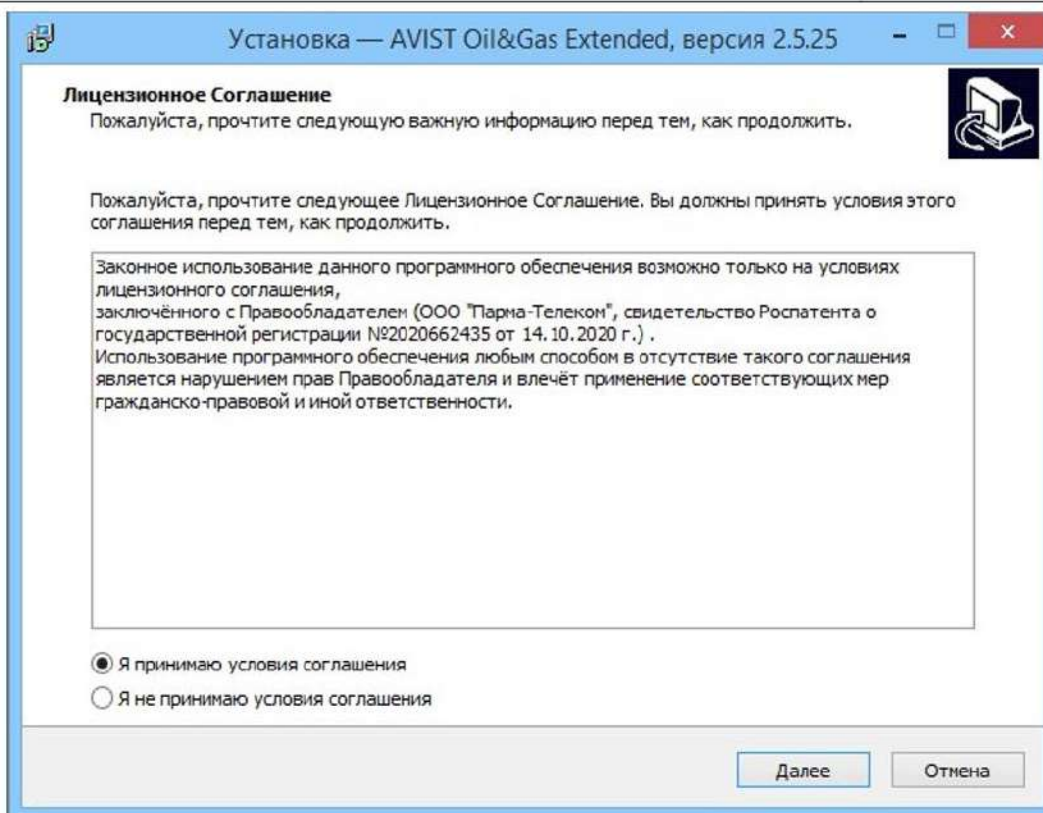 Установка — AVIST Oil&Gas Extended, версия 2.5.25
Лицензионное Соглашение
Пожалуйста, прочтите следующую важную информацию перед тем, как продолжить.
Пожалуйста, прочтите следующее Лицензионное Соглашение. Вы должны принять условия этого
соглашения перед тем, как продолжить.
Законное использование данного программного обеспечения возможно только на условиях
лицензионного соглашения,
заключённого с Правообладателем (ООО "Парма-Телеком", свидетельство Роспатента о
государственной регистрации №2020662435 от 14.10.2020 г.) .
Использование программного обеспечения любым способом в отсутствие такого соглашения
является нарушением прав Правообладателя и влечёт применение соответствующих мер
гражданско-правовой и иной ответственности.
Я принимаю условия соглашения
Я не принимаю условия соглашения
Далее
Отмена